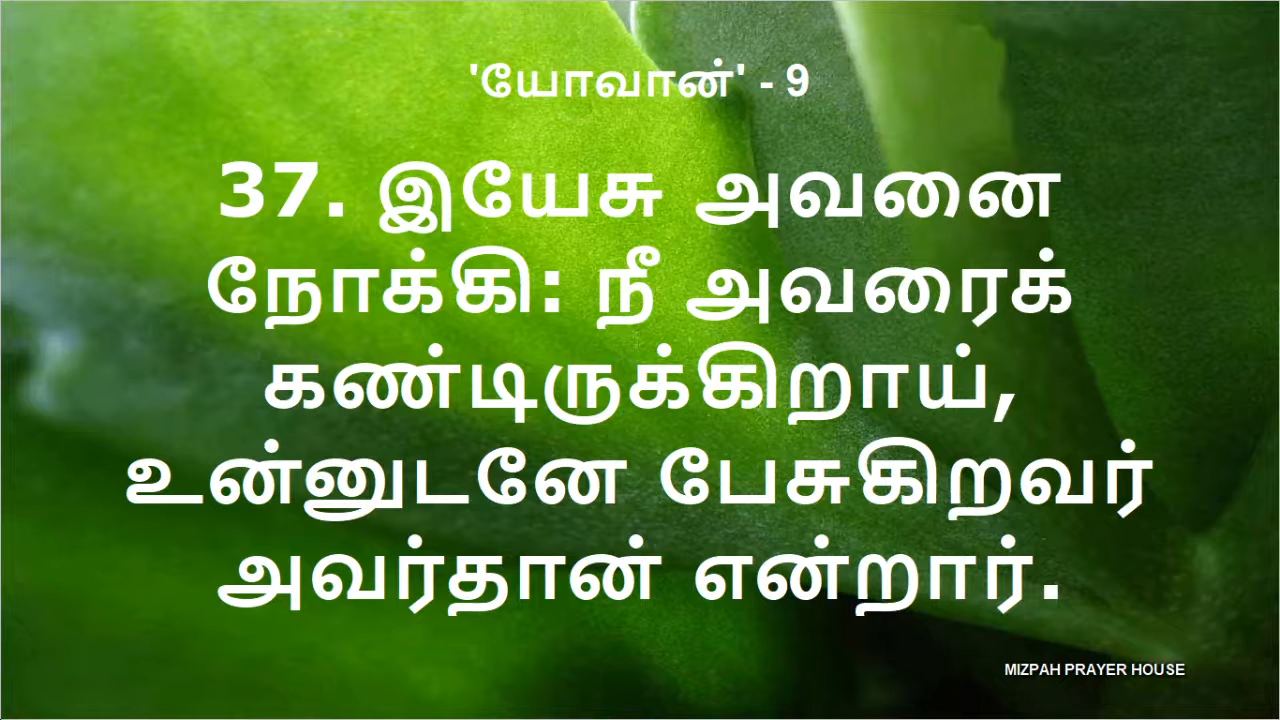 'யோவான்' - 9
37. இயேசு அவனை
நோக்கி: நீ அவரைக்
கண்டிருக்கிறாய்,
உன்னுடனே பேசுகிறவர்
அவர்தான் என்றார்.
MIZPAH PRAYER HOUSE